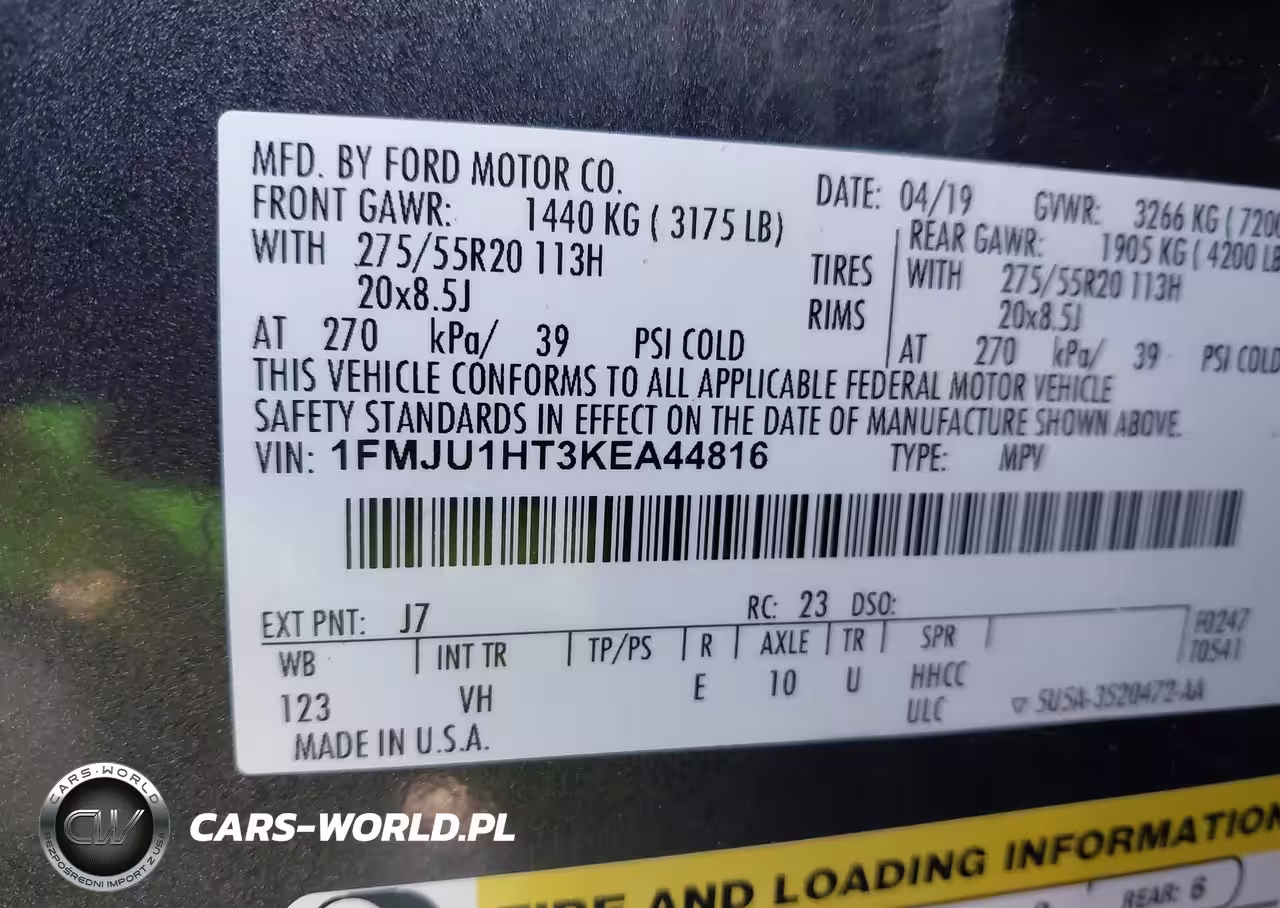 MFD. BY FORD MOTOR CO. DATE: 04/19 GVWR: 3266 KG ( 7200
FRONT GAWR: 1440 KG ( 3175 LB) REAR GAWR: 1905 KG ( 4200 LB
WITH 275/55R20 113H TIRES WITH 275/55R20 113H
20x8.5J RIMS 20x8.5J
AT 270 kPa/ 39 PSI COLD AT 270 kPa/ 39 PSI COLD
THIS VEHICLE CONFORMS TO ALL APPLICABLE FEDERAL MOTOR VEHICLE
SAFETY STANDARDS IN EFFECT ON THE DATE OF MANUFACTURE SHOWN ABOVE.
VIN: 1FMJU1HT3KEA44816 TYPE: MPV
EXT PNT: J7 RC: 23 DSO: F0247
WB INT TR TP/PS R AXLE TR SPR T0541
123 VH E 10 U HHCC
ULC ▽ 5U5A-3520472-AA
MADE IN U.S.A.
CARS-WORLD
CW
BEZPOŚREDNI IMPORT Z USA
CARS-WORLD.PL
TIRE AND LOADING INFORMATION
REAR: 6